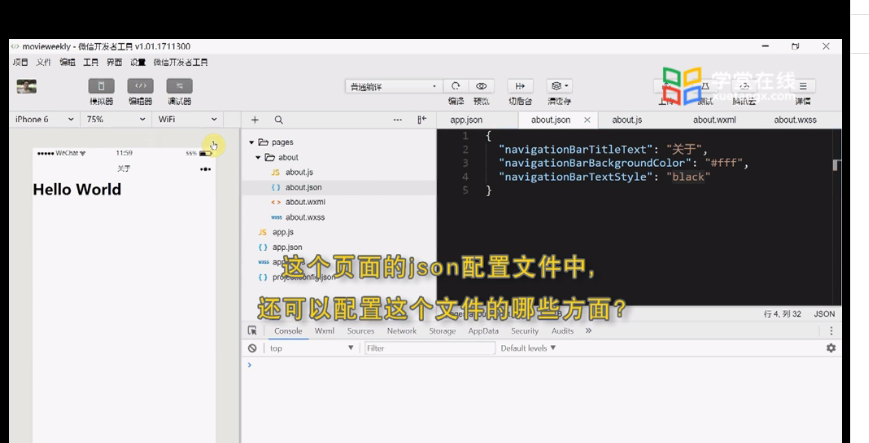 movieweekly - 微信开发者工具 v1.01.1711300
项目 文件 编辑 工具 界面 设置 微信开发者工具
模拟器 编辑器 调试器
普通编译
编译 预览 切后台 清缓存
上传 测试 腾讯云 详情
学堂在线
xuetangx.com
iPhone 6 75% WiFi
WeChat 11:59
关于
Hello World
pages
about
about.js
about.json
about.wxml
about.wxss
app.js
app.json
project.config.json
app.json about.json about.js about.wxml about.wxss
1 {
2 "navigationBarTitleText": "关于",
3 "navigationBarBackgroundColor": "#fff",
4 "navigationBarTextStyle": "black"
5 }
这个页面的json配置文件中,
还可以配置这个文件的哪些方面?
行 4, 列 32 JSON
Console Wxml Sources Network Storage AppData Security Audits
top Filter Default levels